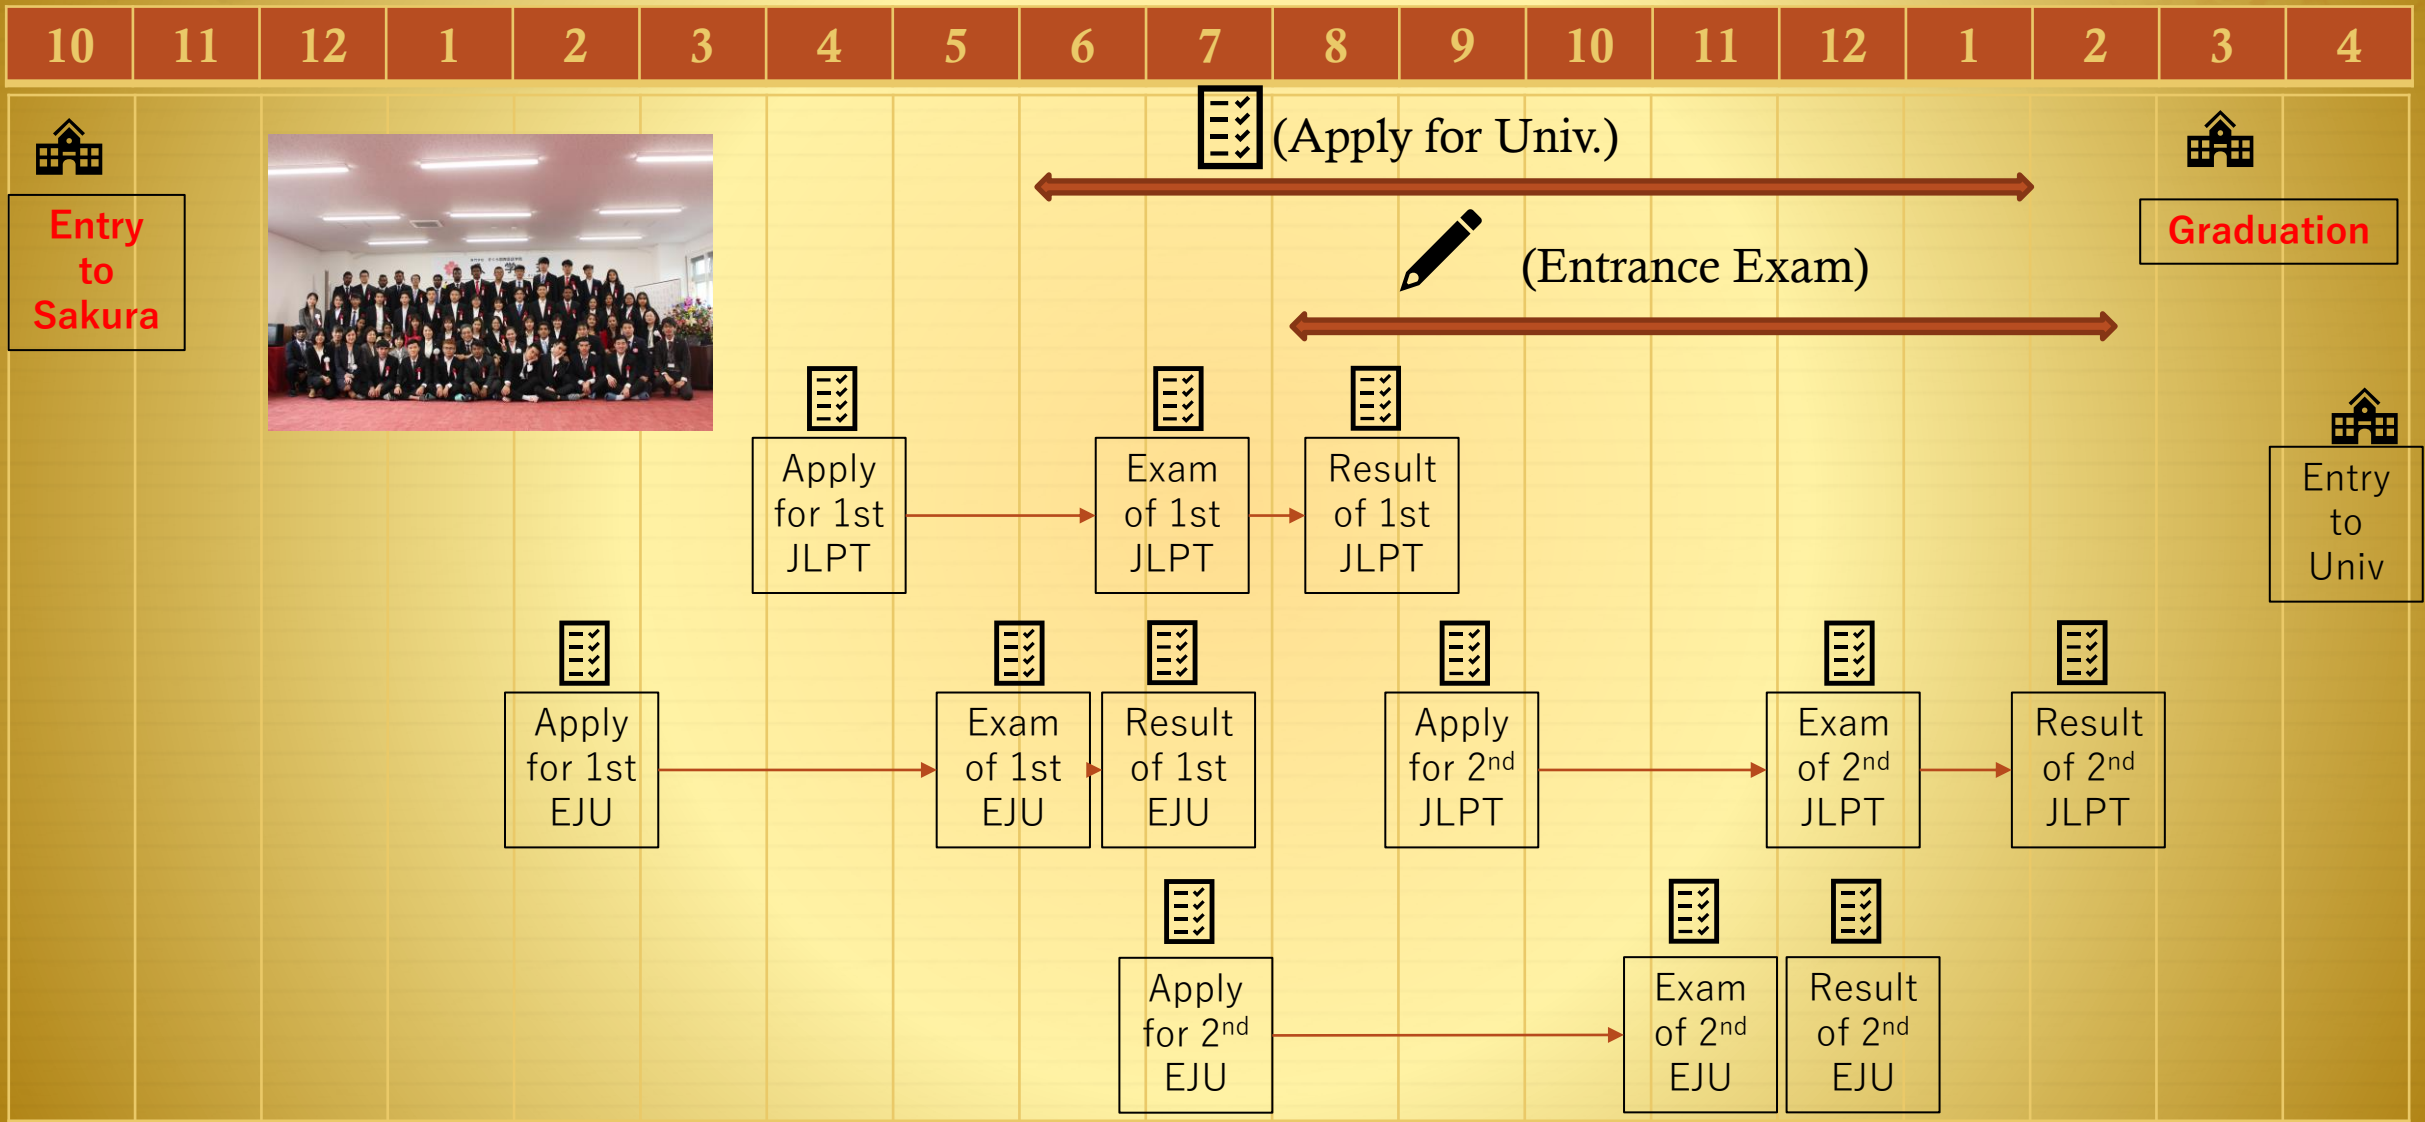 10 11 12 1 2 3 4 5 6 7 8 9 10 11 12 1 2 3 4
(Apply for Univ.)
Entry
to
Sakura
Graduation
(Entrance Exam)
学
Apply
for 1st
JLPT
Exam
of 1st
JLPT
Result
of 1st
JLPT
Entry
to
Univ
Apply
for 1st
EJU
Exam
of 1st
EJU
Result
of 1st
EJU
Apply
for 2nd
JLPT
Exam
of 2nd
JLPT
Result
of 2nd
JLPT
Apply
for 2nd
EJU
Exam
of 2nd
EJU
Result
of 2nd
EJU